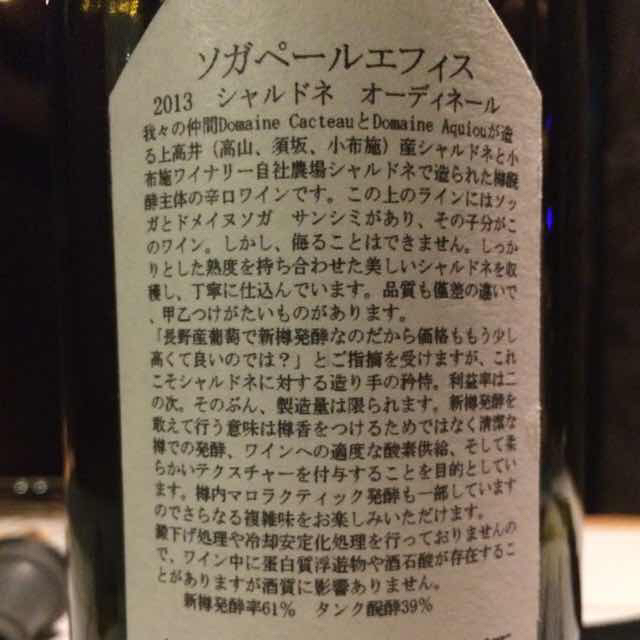 ソガペールエフィス
2013　シャルドネ　オーディネール
我々の仲間Domaine CacteauとDomaine Aquiouが造
る上高井（高山、須坂、小布施）産シャルドネと小
布施ワイナリー自社農場シャルドネで造られた樽醗
酵主体の辛口ワインです。この上のラインにはソッ
ガとドメイヌソガ　サンシミがあり、その子分がこ
のワイン。しかし、侮ることはできません。しっか
りとした熟度を持ち合わせた美しいシャルドネを収
穫し、丁寧に仕込んでいます。品質も僅差の違いで
、甲乙つけがたいものがあります。
「長野産葡萄で新樽発酵なのだから価格ももう少し
高くて良いのでは？」とご指摘を受けますが、これ
こそシャルドネに対する造り手の矜恃。利益率は二
の次。そのぶん、製造量は限られます。新樽発酵を
敢えて行う意味は樽香をつけるためではなく清潔な
樽での発酵、ワインへの適度な酸素供給、そして柔
らかいテクスチャーを付与することを目的としてい
ます。樽内マロラクティック発酵も一部しています
のでさらなる複雑味をお楽しみいただけます。
澱下げ処理や冷却安定化処理を行っておりませんの
で、ワイン中に蛋白質浮遊物や酒石酸が存在するこ
とがありますが酒質に影響ありません。
新樽発酵率61%　タンク醗酵39%